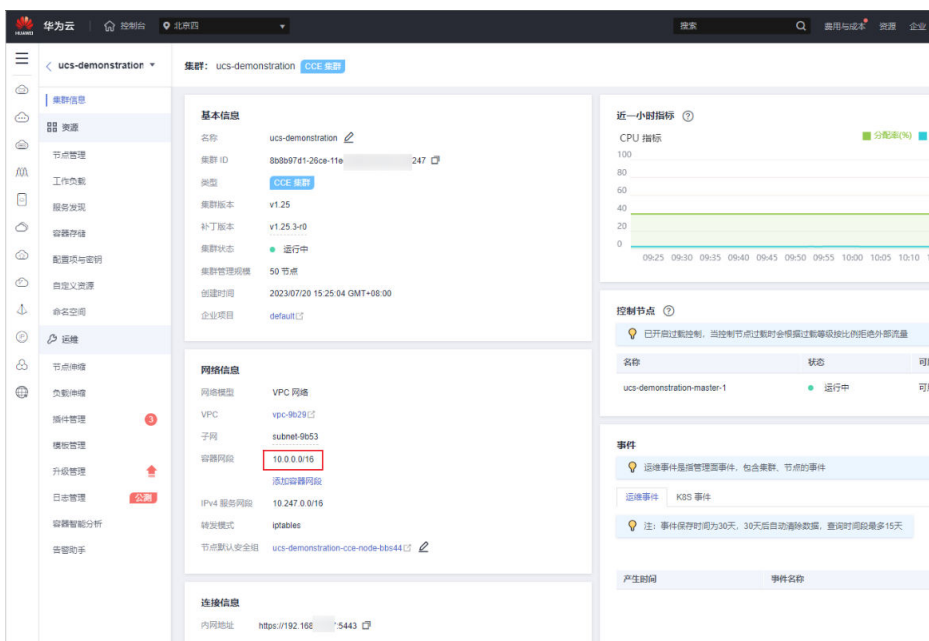 HUAWEI
华为云
控制台
北京四
搜索
费用与成本
资源
企业
ucs-demonstration
集群: ucs-demonstration CCE 集群
集群信息
资源
节点管理
工作负载
服务发现
容器存储
配置项与密钥
自定义资源
命名空间
运维
节点伸缩
负载伸缩
插件管理
3
模板管理
升级管理
日志管理
公测
容器智能分析
告警助手
基本信息
名称 ucs-demonstration
集群 ID 8b8b97d1-26ce-11e 247
类型 CCE 集群
集群版本 v1.25
补丁版本 v1.25.3-r0
集群状态 运行中
集群管理规模 50 节点
创建时间 2023/07/20 15:25:04 GMT+08:00
企业项目 default
网络信息
网络模型 VPC 网络
VPC vpc-9b29
子网 subnet-9b53
容器网段 10.0.0.0/16
添加容器网段
IPv4 服务网段 10.247.0.0/16
转发模式 iptables
节点默认安全组 ucs-demonstration-cce-node-bbs44
连接信息
内网地址 https://192.168 :5443
近一小时指标
CPU 指标
分配率(%)
100
80
60
40
20
0
09:25 09:30 09:35 09:40 09:45 09:50 09:55 10:00 10:05 10:10
控制节点
已开启过载控制，当控制节点过载时会根据过载等级按比例拒绝外部流量
名称 状态
ucs-demonstration-master-1 运行中
事件
运维事件是指管理面事件，包含集群、节点的事件
运维事件 K8S 事件
注：事件保存时间为30天，30天后自动清除数据，查询时间段最多15天
产生时间 事件名称